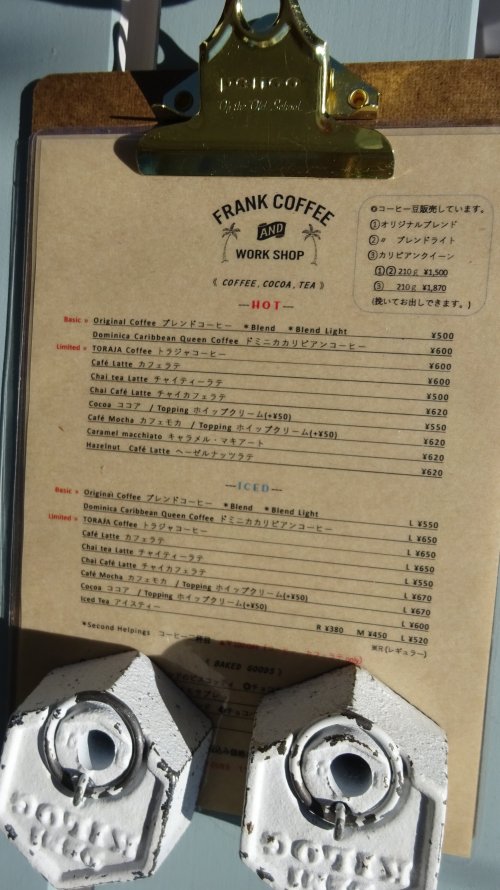 penco
Up the Old School
FRANK COFFEE
AND
WORK SHOP
《 COFFEE, COCOA, TEA 》
コーヒー豆販売しています。
①オリジナルブレンド
②〃 ブレンドライト
③カリビアンクイーン
①② 210g ¥1,500
③ 210g ¥1,870
(挽いてお出しできます。)
—HOT—
Basic » Original Coffee ブレンドコーヒー *Blend *Blend Light ¥500
Dominica Caribbean Queen Coffee ドミニカカリビアンコーヒー ¥600
Limited » TORAJA Coffee トラジャコーヒー ¥600
Café Latte カフェラテ ¥600
Chai tea Latte チャイティーラテ ¥500
Chai Café Latte チャイカフェラテ ¥620
Cocoa ココア / Topping ホイップクリーム(+¥50) ¥550
Café Mocha カフェモカ / Topping ホイップクリーム(+¥50) ¥620
Caramel macchiato キャラメル・マキアート ¥620
Hazelnut Café Latte ヘーゼルナッツラテ ¥620
—ICED—
Basic » Original Coffee ブレンドコーヒー *Blend *Blend Light L ¥550
Dominica Caribbean Queen Coffee ドミニカカリビアンコーヒー L ¥650
Limited » TORAJA Coffee トラジャコーヒー L ¥650
Café Latte カフェラテ L ¥650
Chai tea Latte チャイティーラテ L ¥550
Chai Café Latte チャイカフェラテ L ¥670
Café Mocha カフェモカ / Topping ホイップクリーム(+¥50) L ¥670
Cocoa ココア / Topping ホイップクリーム(+¥50) L ¥600
Iced Tea アイスティー R ¥380 M ¥450 L ¥520
※R(レギュラー)
*Second Helpings コーヒー
《 BAKED GOODS 》